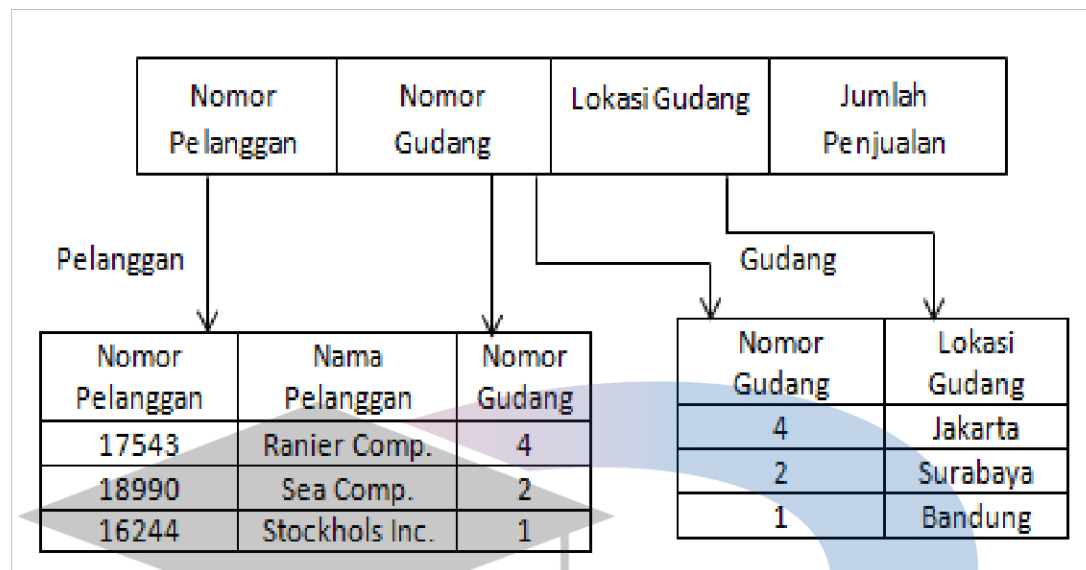 Nomor Pelanggan
Nomor Gudang
Lokasi Gudang
Jumlah Penjualan
Pelanggan
Gudang
Nomor Pelanggan
Nama Pelanggan
Nomor Gudang
17543 Ranier Comp. 4
18990 Sea Comp. 2
16244 Stockhols Inc. 1
Nomor Gudang
Lokasi Gudang
4 Jakarta
2 Surabaya
1 Bandung